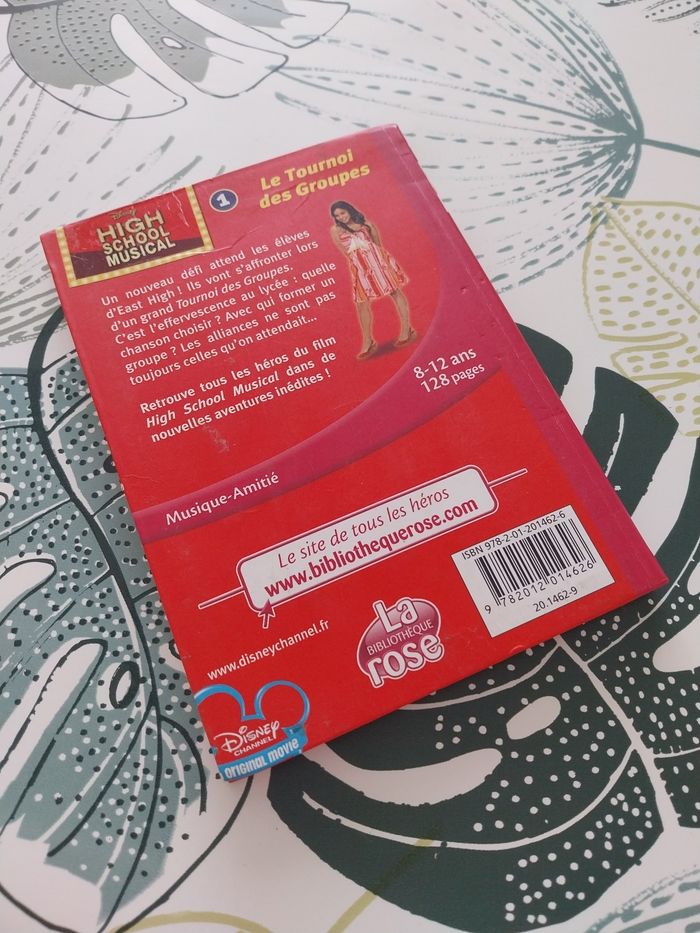 Disney
HIGH
SCHOOL
MUSICAL
1
Le Tournoi
des Groupes
Un nouveau défi attend les élèves
d'East High ! Ils vont s'affronter lors
d'un grand Tournoi des Groupes.
C'est l'effervescence au lycée : quelle
chanson choisir ? Avec qui former un
groupe ? Les alliances ne sont pas
toujours celles qu'on attendait...
Retrouve tous les héros du film
High School Musical dans de
nouvelles aventures inédites !
8-12 ans
128 pages
Musique-Amitié
Le site de tous les héros
www.bibliothequerose.com
ISBN 978-2-01-201462-6
9 782012 014626
20.1462-9
www.disneychannel.fr
La
BIBLIOTHÈQUE
rose
Disney
CHANNEL
ORIGINAL MOVIE